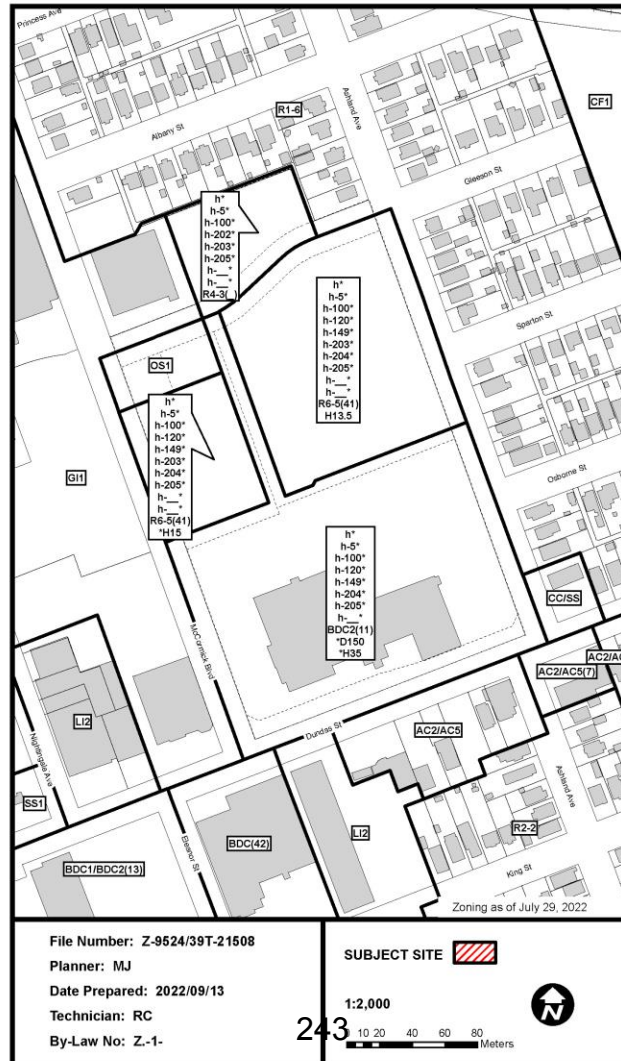 Princess Ave
Albany St
R1-6
Ashland Ave
CF1
Gleeson St
h*
h-5*
h-100*
h-202*
h-203*
h-205*
h-__*
h-__*
R4-3(_)
h*
h-5*
h-100*
h-120*
h-149*
h-203*
h-204*
h-205*
h-__*
h-__*
R6-5(41)
H13.5
Sparton St
OS1
h*
h-5*
h-100*
h-120*
h-149*
h-203*
h-204*
h-205*
h-__*
h-__*
R6-5(41)
*H15
GI1
Osborne St
h*
h-5*
h-100*
h-120*
h-149*
h-204*
h-205*
h-__*
BDC2(11)
*D150
*H35
CC/SS
McCormick Blvd
AC2/AC5(7)
Dundas St
AC2/AC5
LI2
Nightingale Ave
SS1
Eleanor St
BDC(42)
LI2
Ashland Ave
R2-2
BDC1/BDC2(13)
King St
Zoning as of July 29, 2022
File Number: Z-9524/39T-21508
Planner: MJ
Date Prepared: 2022/09/13
Technician: RC
By-Law No: Z.-1-
SUBJECT SITE
1:2,000
0 10 20 40 60 80
Meters
N
243